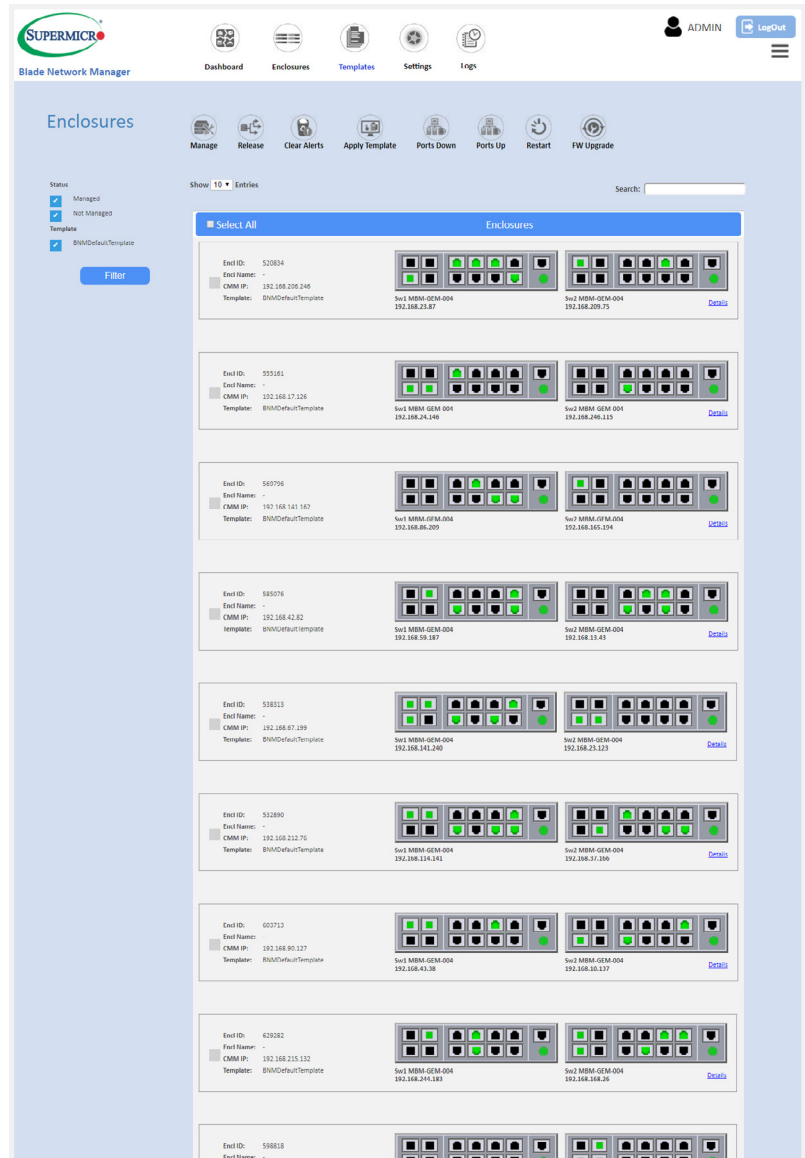 SUPERMICR
Blade Network Manager
Dashboard Enclosures Templates Settings Logs
ADMIN LogOut
Enclosures
Manage Release Clear Alerts Apply Template Ports Down Ports Up Restart FW Upgrade
Status
Managed
Not Managed
Template
BNMDefaultTemplate
Filter
Show 10 Entries
Search:
Select All Enclosures
Encl ID: 520834
Encl Name: -
CMM IP: 192.168.206.246
Template: BNMDefaultTemplate
Sw1 MBM-GEM-004
192.168.23.87
Sw2 MBM-GEM-004
192.168.209.75
Details
Encl ID: 555161
Encl Name: -
CMM IP: 192.168.17.126
Template: BNMDefaultTemplate
Sw1 MBM GEM 004
192.168.24.146
Sw2 MBM GEM 004
192.168.246.115
Details
Encl ID: 560796
Encl Name: -
CMM IP: 192.168.141.162
Template: BNMDefaultTemplate
Sw1 MBM-GEM-004
192.168.86.209
Sw2 MBM-GEM-004
192.168.165.194
Details
Encl ID: 585076
Encl Name: -
CMM IP: 192.168.42.82
Template: BNMDefaultTemplate
Sw1 MBM-GEM-004
192.168.59.187
Sw2 MBM-GEM-004
192.168.13.43
Details
Encl ID: 538313
Encl Name: -
CMM IP: 192.168.67.199
Template: BNMDefaultTemplate
Sw1 MBM-GEM-004
192.168.141.240
Sw2 MBM-GEM-004
192.168.23.123
Details
Encl ID: 532890
Encl Name: -
CMM IP: 192.168.212.76
Template: BNMDefaultTemplate
Sw1 MBM-GEM-004
192.168.114.141
Sw2 MBM-GEM-004
192.168.37.166
Details
Encl ID: 603713
Encl Name:
CMM IP: 192.168.90.127
Template: BNMDefaultTemplate
Sw1 MBM-GEM-004
192.168.43.38
Sw2 MBM-GEM-004
192.168.10.137
Details
Encl ID: 629282
Encl Name: -
CMM IP: 192.168.215.132
Template: BNMDefaultTemplate
Sw1 MBM-GEM-004
192.168.244.183
Sw2 MBM-GEM-004
192.168.168.26
Details
Encl ID: 598818
Encl Name: -